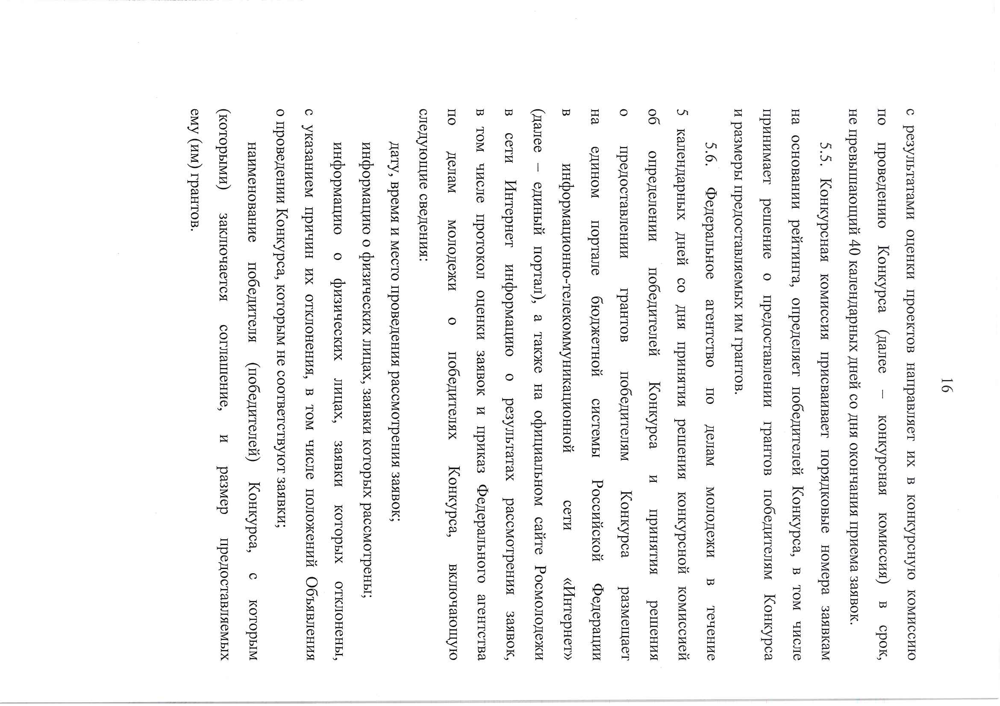 16
с результатами оценки проектов направляет их в конкурсную комиссию
по проведению Конкурса (далее – конкурсная комиссия) в срок,
не превышающий 40 календарных дней со дня окончания приема заявок.
5.5. Конкурсная комиссия присваивает порядковые номера заявкам
на основании рейтинга, определяет победителей Конкурса, в том числе
принимает решение о предоставлении грантов победителям Конкурса
и размеры предоставляемых им грантов.
5.6. Федеральное агентство по делам молодежи в течение
5 календарных дней со дня принятия решения конкурсной комиссией
об определении победителей Конкурса и принятия решения
о предоставлении грантов победителям Конкурса размещает
на едином портале бюджетной системы Российской Федерации
в информационно-телекоммуникационной сети «Интернет»
(далее – единый портал), а также на официальном сайте Росмолодежи
в сети Интернет информацию о результатах рассмотрения заявок,
в том числе протокол оценки заявок и приказ Федерального агентства
по делам молодежи о победителях Конкурса, включающую
следующие сведения:
дату, время и место проведения рассмотрения заявок;
информацию о физических лицах, заявки которых рассмотрены;
информацию о физических лицах, заявки которых отклонены,
с указанием причин их отклонения, в том числе положений Объявления
о проведении Конкурса, которым не соответствуют заявки;
наименование победителя (победителей) Конкурса, с которым
(которыми) заключается соглашение, и размер предоставляемых
ему (им) грантов.